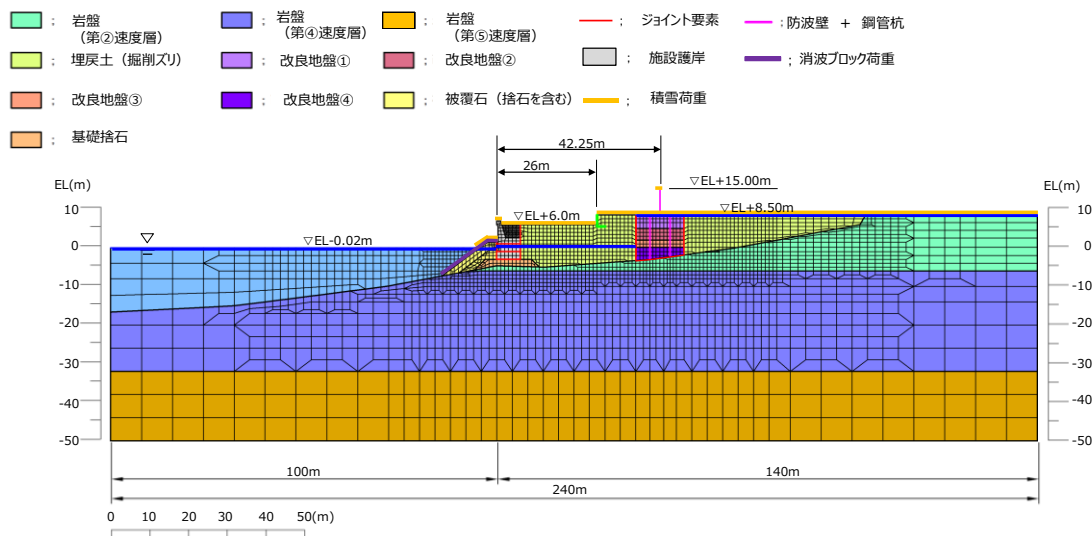 ; 岩盤
(第②速度層)
; 岩盤
(第④速度層)
; 岩盤
(第⑤速度層)
; ジョイント要素
; 防波壁 + 鋼管杭
; 埋戻土（掘削ズリ）
; 改良地盤①
; 改良地盤②
; 施設護岸
; 消波ブロック荷重
; 改良地盤③
; 改良地盤④
; 被覆石（捨石を含む）
; 積雪荷重
; 基礎捨石
42.25m
26m
EL(m)
▽EL+15.00m
EL(m)
▽EL+6.0m
▽EL+8.50m
▽EL-0.02m
10
0
-10
-20
-30
-40
-50
10
0
-10
-20
-30
-40
-50
100m
140m
240m
0 10 20 30 40 50(m)